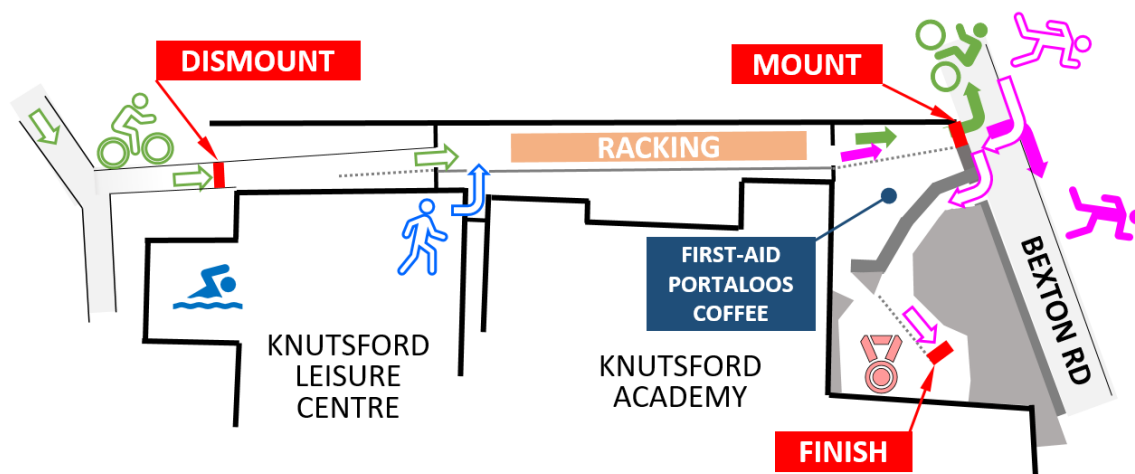 DISMOUNT
MOUNT
RACKING
FIRST-AID
PORTALOOS
COFFEE
BEXTON RD
KNUTSFORD
LEISURE
CENTRE
KNUTSFORD
ACADEMY
FINISH